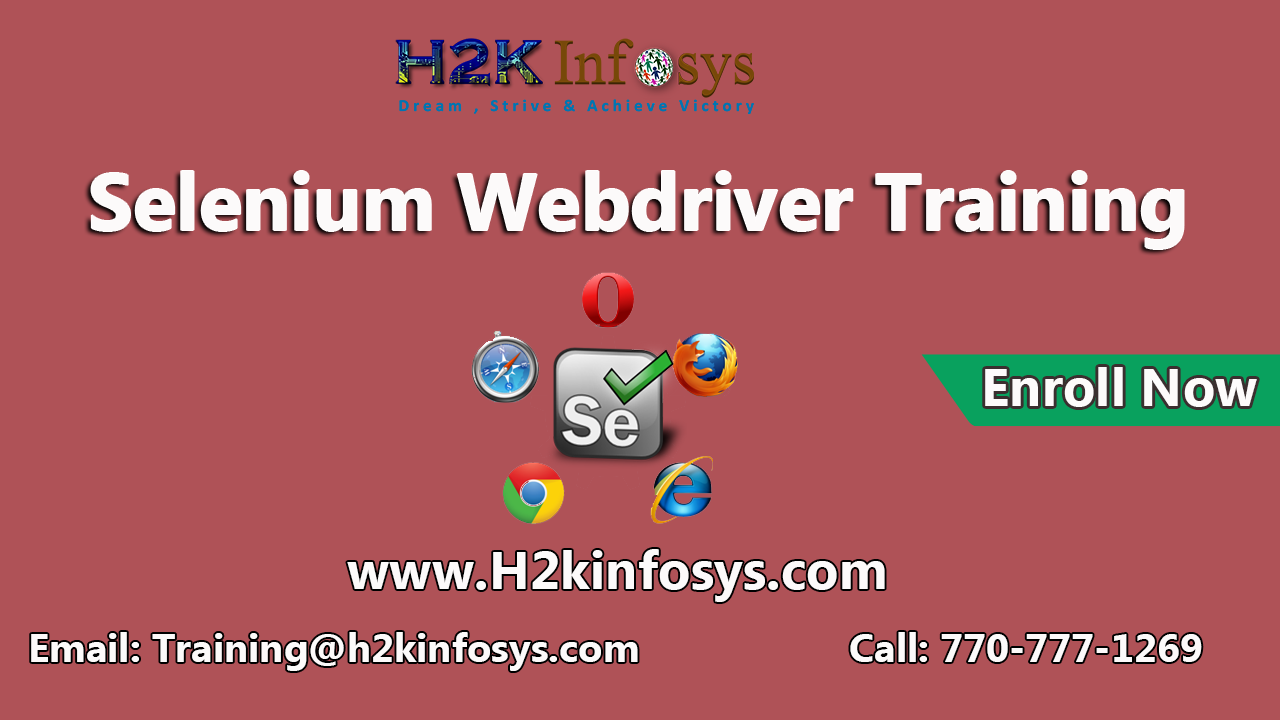 H2K Infosys
Dream , Strive & Achieve Victory
Selenium Webdriver Training
Se
Enroll Now
www.H2kinfosys.com
Email: Training@h2kinfosys.com
Call: 770-777-1269